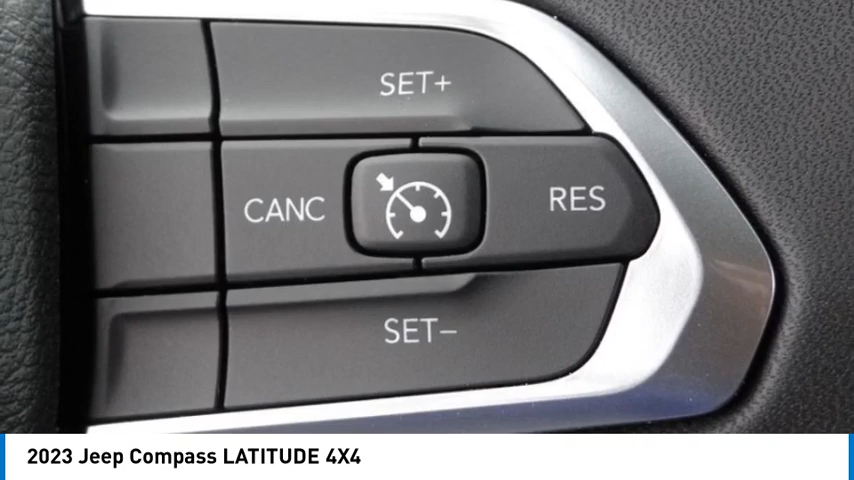 SET+
CANC
RES
SET–
2023 Jeep Compass LATITUDE 4X4